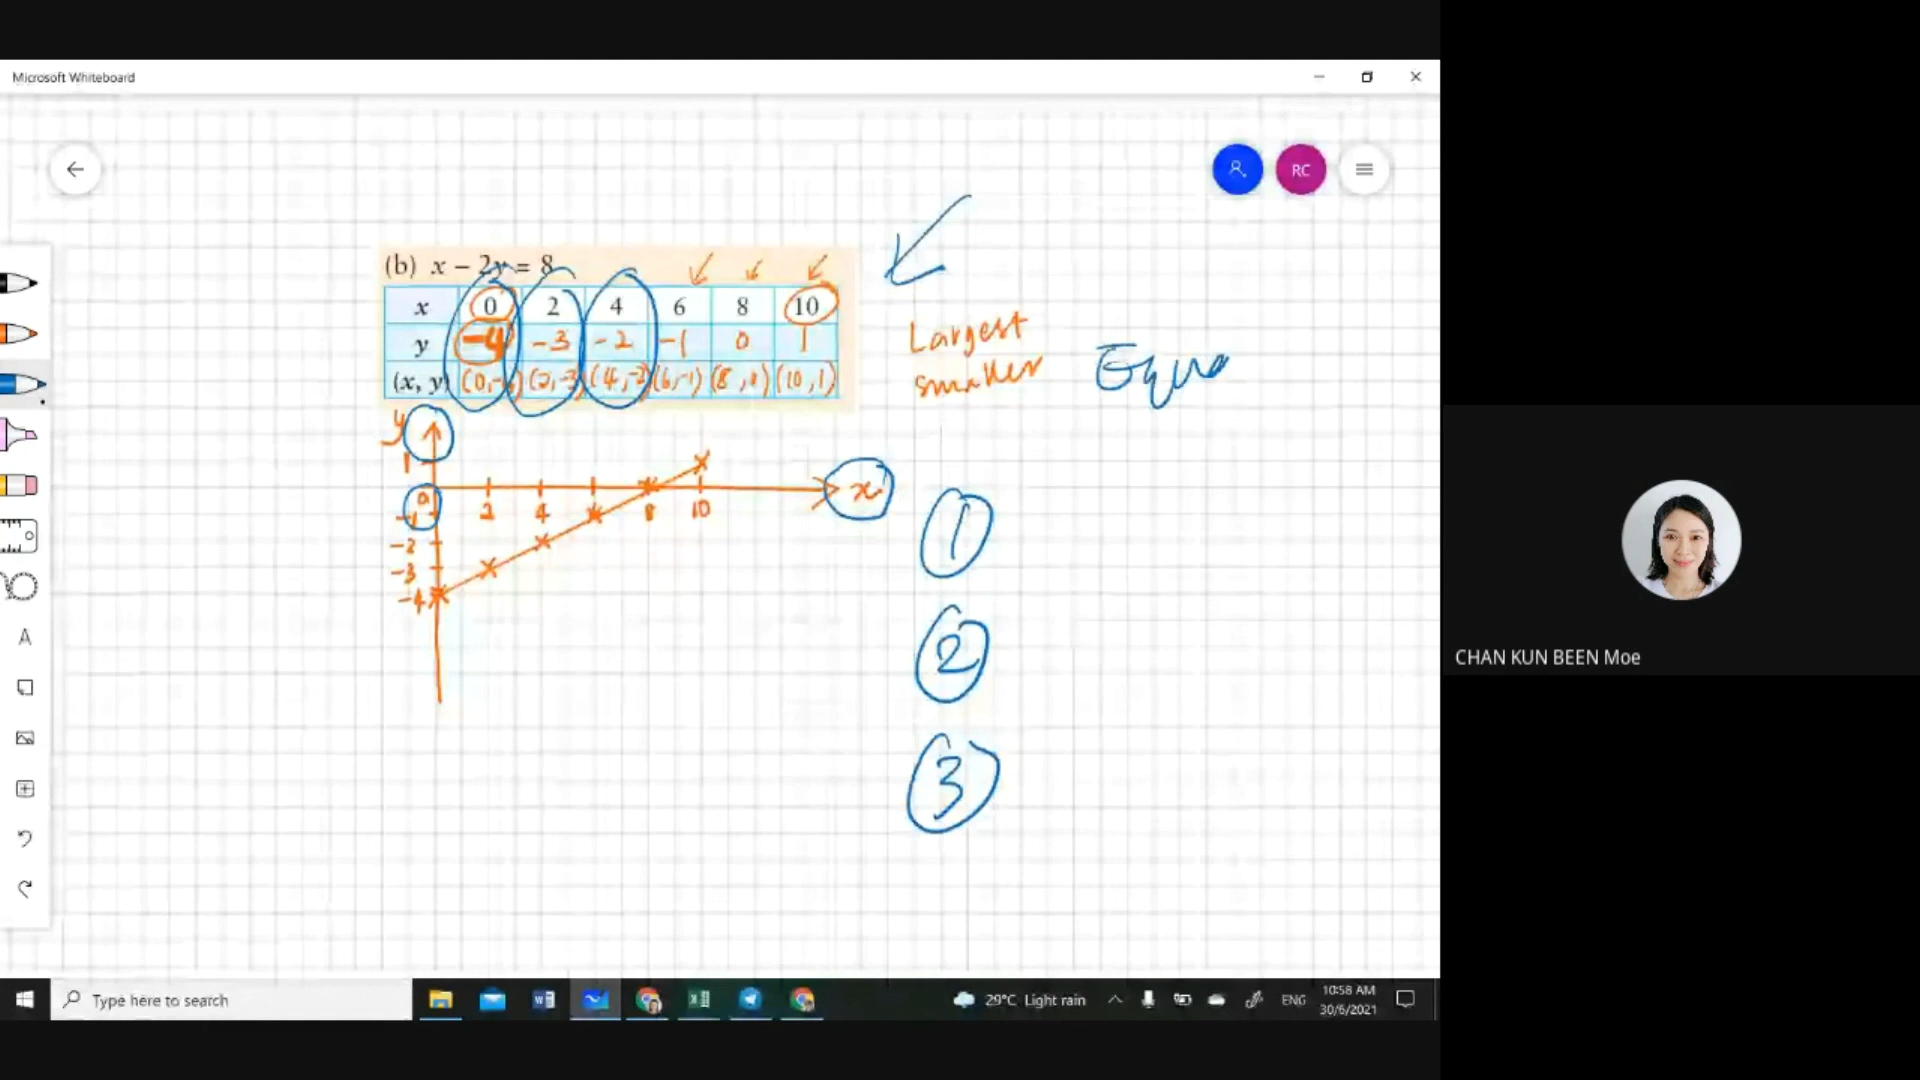 Microsoft Whiteboard
RC
(b) x − 2y = 8
x 0 2 4 6 8 10
y -4 -3 -2 -1 0 1
(x, y) (0,-4) (2,-3) (4,-2) (6,-1) (8,0) (10,1)
Largest
smaller
Equa
y
1
0
2 4 8 10
x
-1
-2
-3
-4
1
2
3
A
CHAN KUN BEEN Moe
Type here to search
29°C Light rain
ENG
10:58 AM
30/6/2021